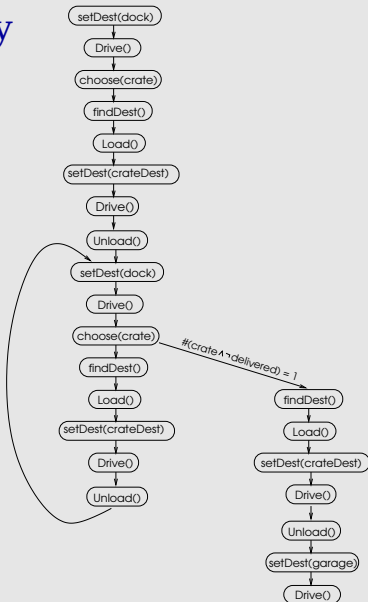 y
setDest(dock)
Drive()
choose(crate)
findDest()
Load()
setDest(crateDest)
Drive()
Unload()
setDest(dock)
Drive()
choose(crate)
#(crate∧¬delivered) = 1
findDest()
Load()
setDest(crateDest)
Drive()
Unload()
findDest()
Load()
setDest(crateDest)
Drive()
Unload()
setDest(garage)
Drive()